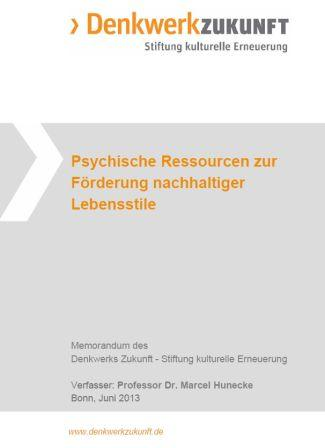 DenkwerkZUKUNFT
Stiftung kulturelle Erneuerung
Psychische Ressourcen zur
Förderung nachhaltiger
Lebensstile
Memorandum des
Denkwerks Zukunft - Stiftung kulturelle Erneuerung
Verfasser: Professor Dr. Marcel Hunecke
Bonn, Juni 2013
www.denkwerkzukunft.de